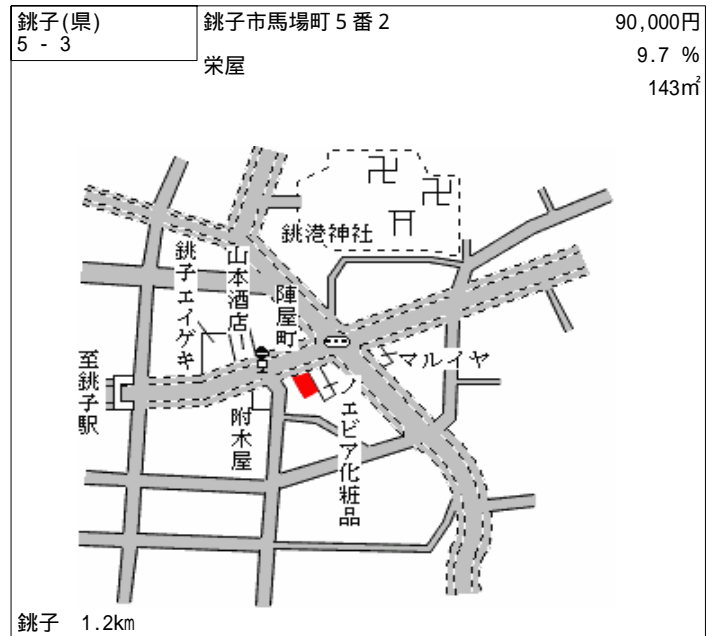 銚子(県)
5 - 3
銚子市馬場町５番２
栄屋
90,000円
9.7 %
143㎡
銚港神社
山本酒店
銚子エイゲキ
陣屋町
マルイヤ
至銚子駅
附木屋
ノエビア化粧品
銚子 1.2km